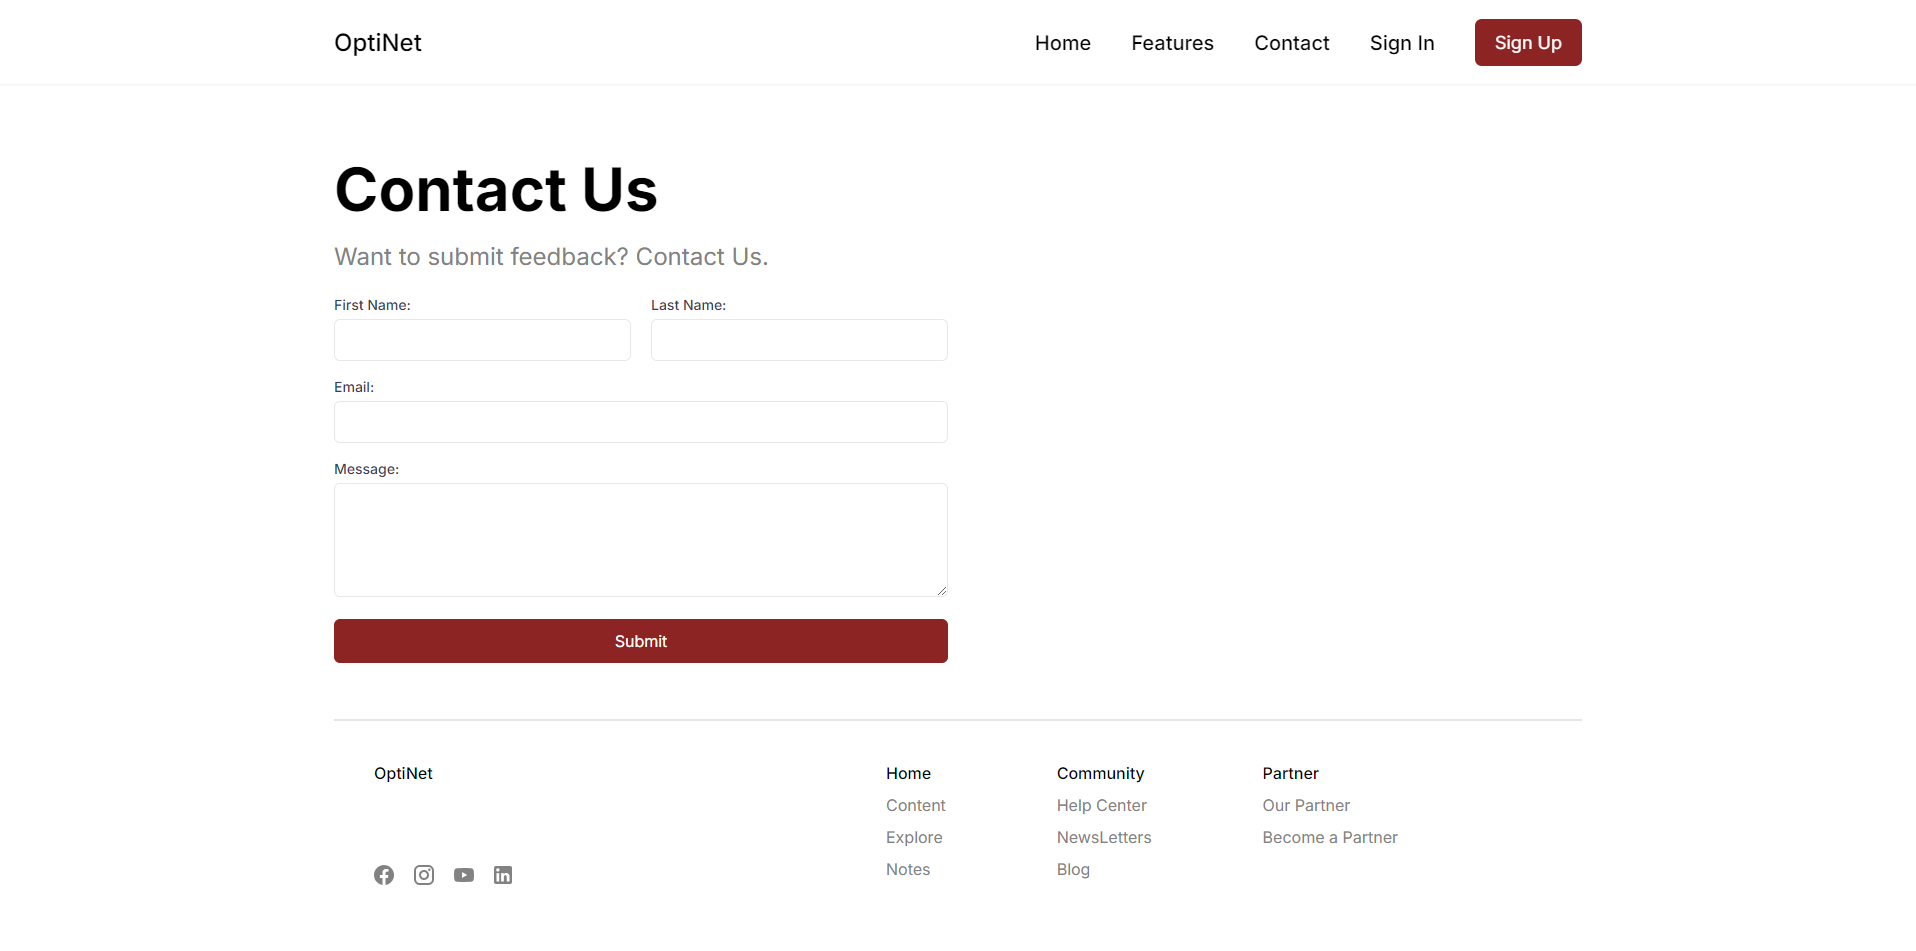 OptiNet
Home Features Contact Sign In Sign Up
Contact Us
Want to submit feedback? Contact Us.
First Name: Last Name:
Email:
Message:
Submit
OptiNet
Home
Content
Explore
Notes
Community
Help Center
NewsLetters
Blog
Partner
Our Partner
Become a Partner